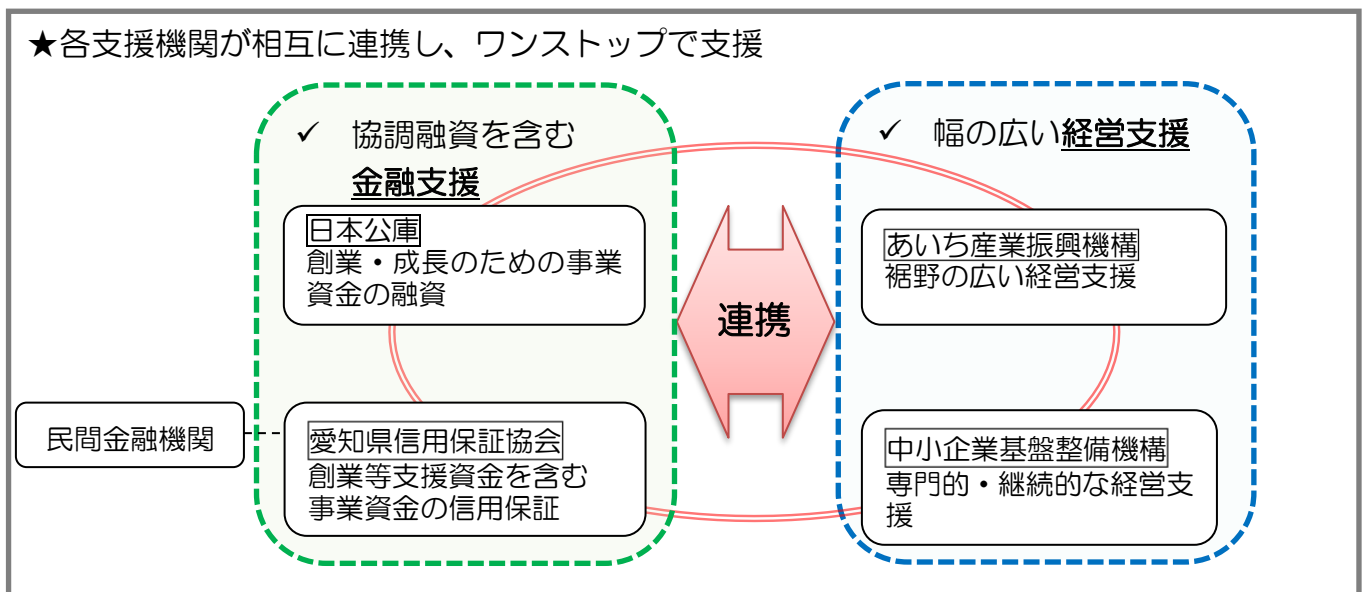 ★各支援機関が相互に連携し、ワンストップで支援
✓ 協調融資を含む
金融支援
日本公庫
創業・成長のための事業
資金の融資
民間金融機関
愛知県信用保証協会
創業等支援資金を含む
事業資金の信用保証
連携
✓ 幅の広い経営支援
あいち産業振興機構
裾野の広い経営支援
中小企業基盤整備機構
専門的・継続的な経営支
援